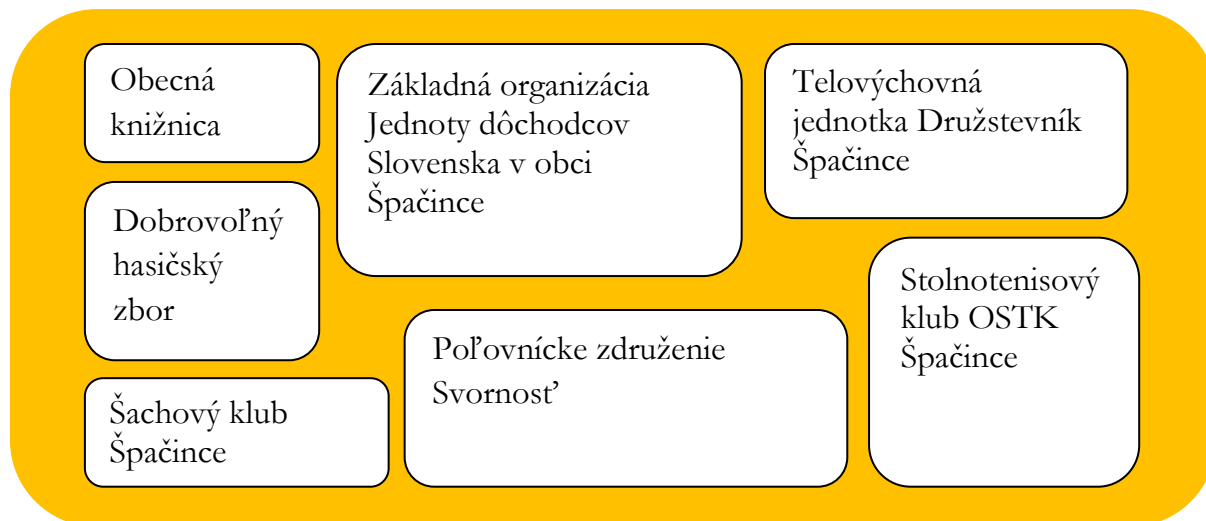 Obecná
knižnica
Základná organizácia
Jednoty dôchodcov
Slovenska v obci
Špačince
Telovýchovná
jednotka Družstevník
Špačince
Dobrovoľný
hasičský
zbor
Stolnotenisový
klub OSTK
Špačince
Poľovnícke združenie
Svornosť
Šachový klub
Špačince